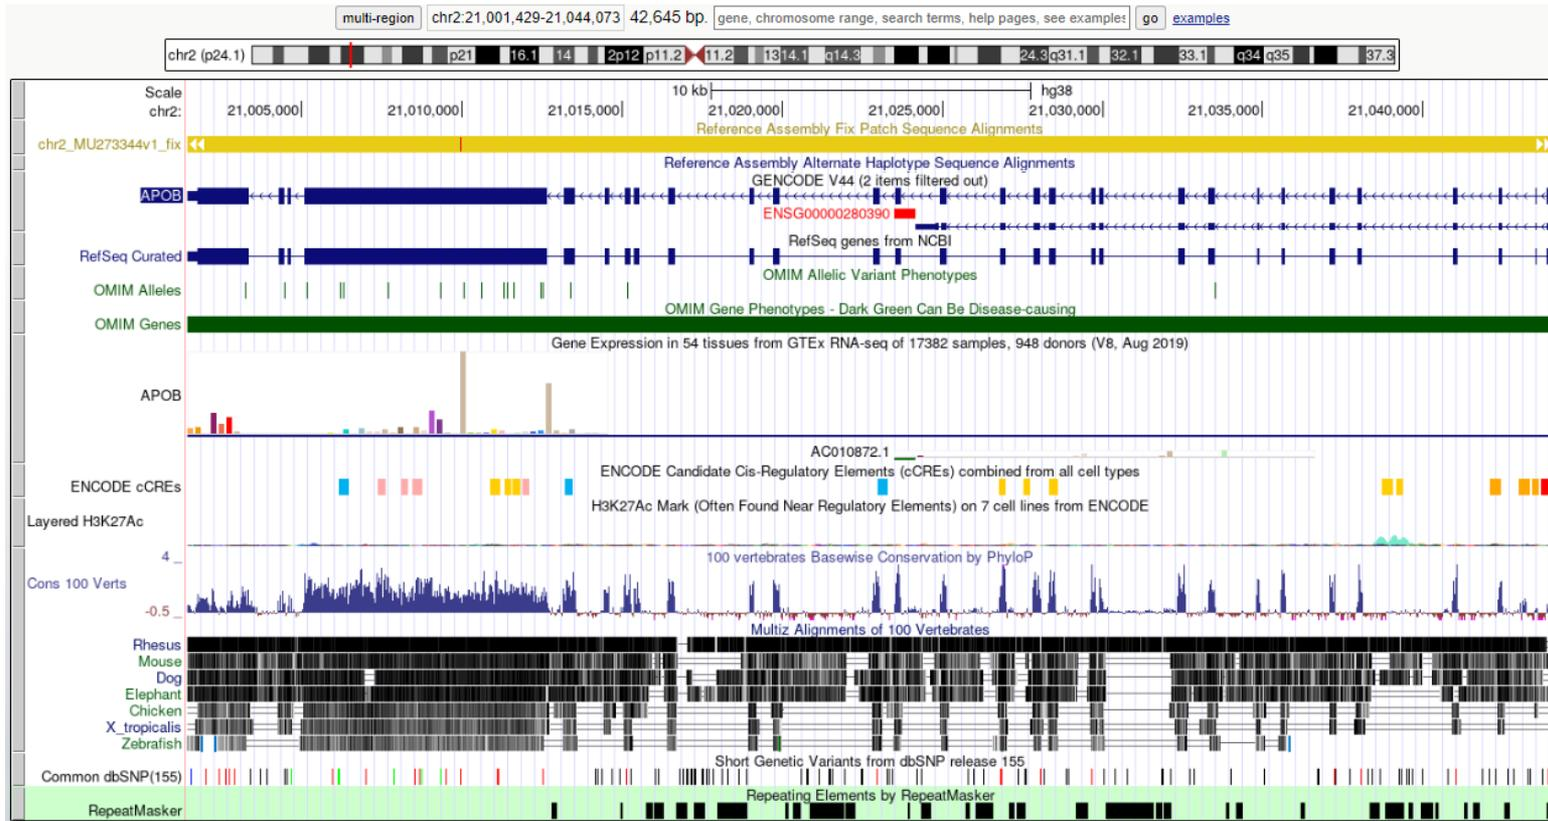 multi-region chr2:21,001,429-21,044,073 42,645 bp. gene, chromosome range, search terms, help pages, see examples go examples
chr2 (p24.1) p21 16.1 14 2p12 p11.2 11.2 13 14.1 q14.3 24.3 q31.1 32.1 33.1 q34 q35 37.3
Scale 10 kb hg38
chr2: 21,005,000 21,010,000 21,015,000 21,020,000 21,025,000 21,030,000 21,035,000 21,040,000
Reference Assembly Fix Patch Sequence Alignments
chr2_MU273344v1_fix
Reference Assembly Alternate Haplotype Sequence Alignments
GENCODE V44 (2 items filtered out)
APOB
ENSG00000280390
RefSeq genes from NCBI
RefSeq Curated
OMIM Allelic Variant Phenotypes
OMIM Alleles
OMIM Gene Phenotypes - Dark Green Can Be Disease-causing
OMIM Genes
Gene Expression in 54 tissues from GTEx RNA-seq of 17382 samples, 948 donors (V8, Aug 2019)
APOB
AC010872.1
ENCODE Candidate Cis-Regulatory Elements (cCREs) combined from all cell types
ENCODE cCREs
H3K27Ac Mark (Often Found Near Regulatory Elements) on 7 cell lines from ENCODE
Layered H3K27Ac
4 _ 100 vertebrates Basewise Conservation by PhyloP
Cons 100 Verts
-0.5 _
Multiz Alignments of 100 Vertebrates
Rhesus
Mouse
Dog
Elephant
Chicken
X_tropicalis
Zebrafish
Short Genetic Variants from dbSNP release 155
Common dbSNP(155)
Repeating Elements by RepeatMasker
RepeatMasker